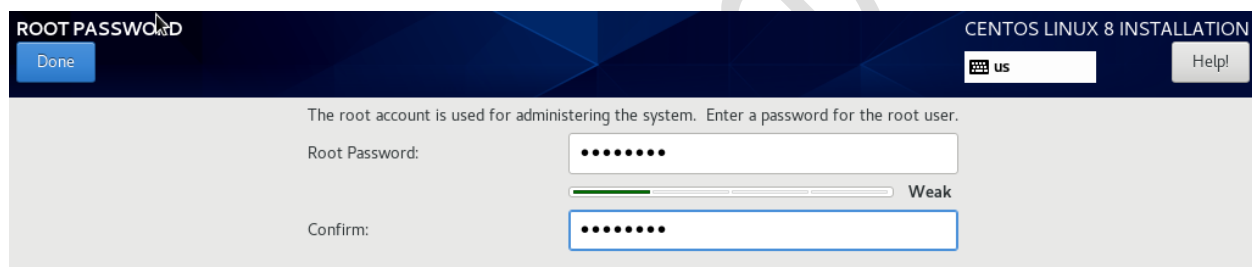 ROOT PASSWORD
CENTOS LINUX 8 INSTALLATION
Done
us
Help!
The root account is used for administering the system. Enter a password for the root user.
Root Password:
••••••••
Weak
Confirm:
••••••••